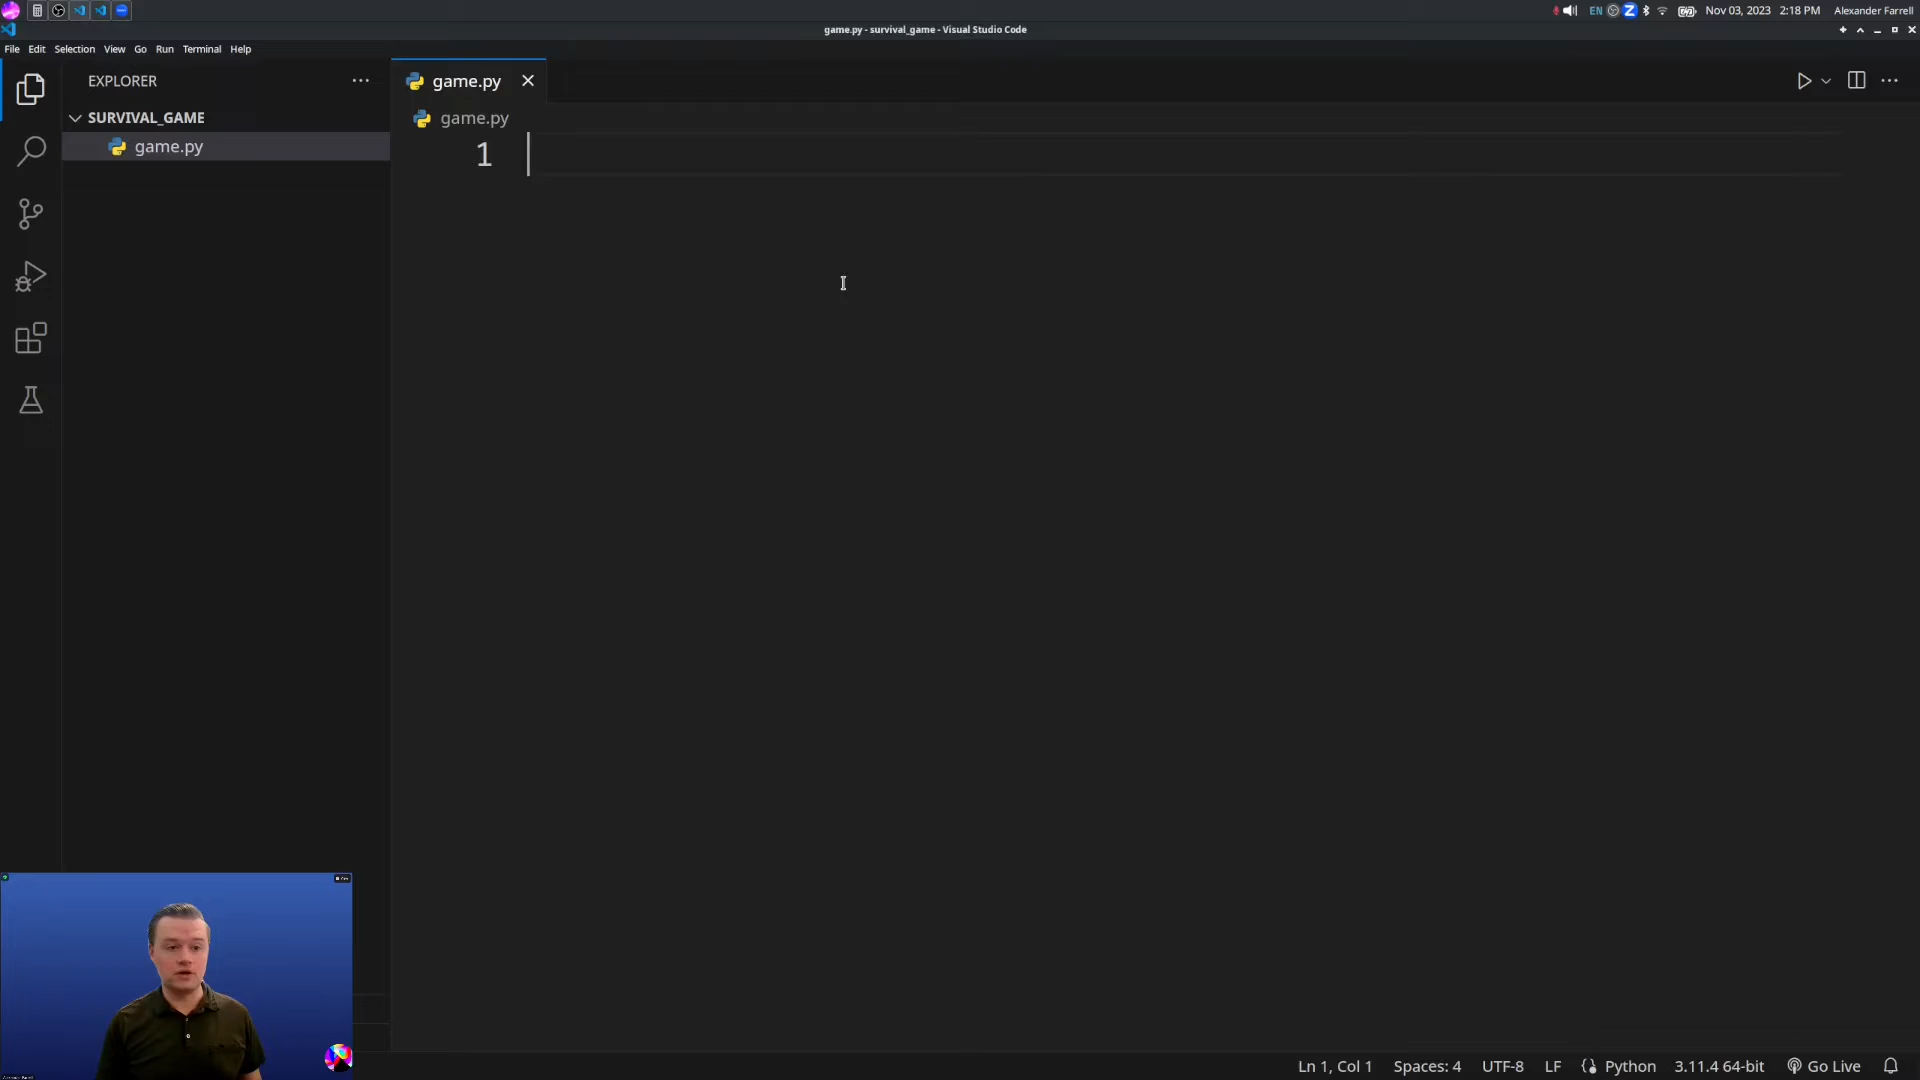 EN
Nov 03, 2023 2:18 PM Alexander Farrell
game.py - survival_game - Visual Studio Code
File Edit Selection View Go Run Terminal Help
EXPLORER
SURVIVAL_GAME
game.py
game.py
game.py
1
Ln 1, Col 1 Spaces: 4 UTF-8 LF Python 3.11.4 64-bit Go Live